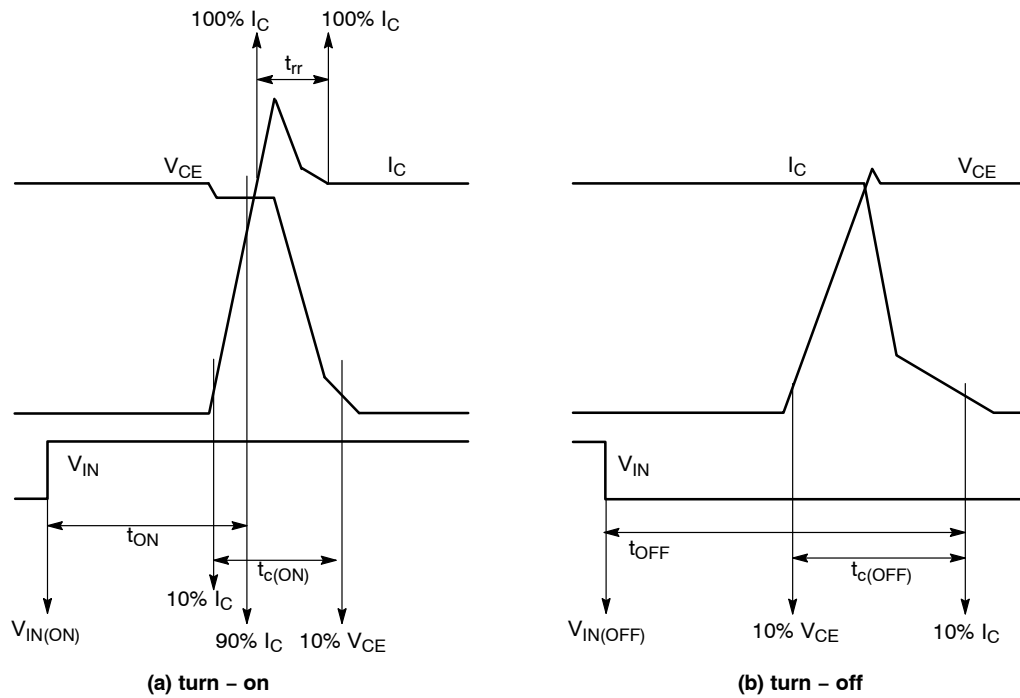 100% I_C 100% I_C
t_rr
V_CE I_C
I_C V_CE
V_IN
V_IN
t_ON
t_OFF
t_c(ON)
t_c(OFF)
10% I_C
V_IN(ON)
90% I_C 10% V_CE
V_IN(OFF) 10% V_CE 10% I_C
(a) turn – on
(b) turn – off